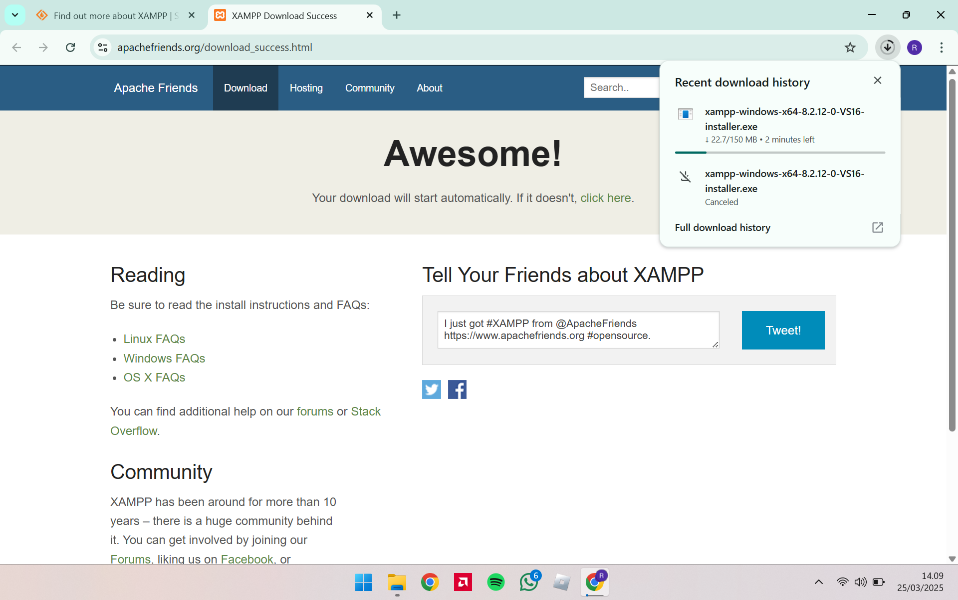 Find out more about XAMPP | S
XAMPP Download Success
apachefriends.org/download_success.html
R
Apache Friends
Download
Hosting
Community
About
Search..
Recent download history
xampp-windows-x64-8.2.12-0-VS16-
installer.exe
↓ 22.7/150 MB • 2 minutes left
xampp-windows-x64-8.2.12-0-VS16-
installer.exe
Canceled
Full download history
Awesome!
Your download will start automatically. If it doesn't, click here.
Reading
Be sure to read the install instructions and FAQs:
Linux FAQs
Windows FAQs
OS X FAQs
You can find additional help on our forums or Stack
Overflow.
Tell Your Friends about XAMPP
I just got #XAMPP from @ApacheFriends
https://www.apachefriends.org #opensource.
Tweet!
Community
XAMPP has been around for more than 10
years – there is a huge community behind
it. You can get involved by joining our
Forums, liking us on Facebook, or
6
R
14.09
25/03/2025